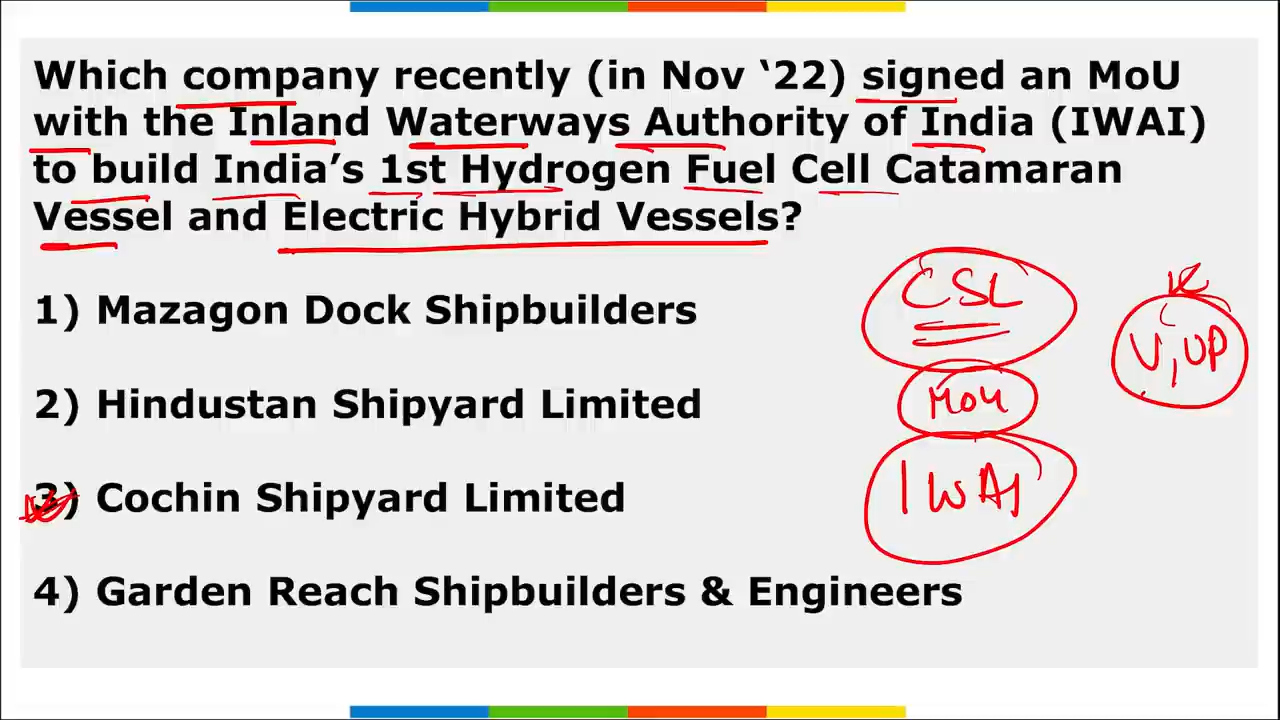 Which company recently (in Nov ‘22) signed an MoU
with the Inland Waterways Authority of India (IWAI)
to build India’s 1st Hydrogen Fuel Cell Catamaran
Vessel and Electric Hybrid Vessels?
1) Mazagon Dock Shipbuilders
2) Hindustan Shipyard Limited
3) Cochin Shipyard Limited
4) Garden Reach Shipbuilders & Engineers
CSL
MOU
IWAI
V, UP